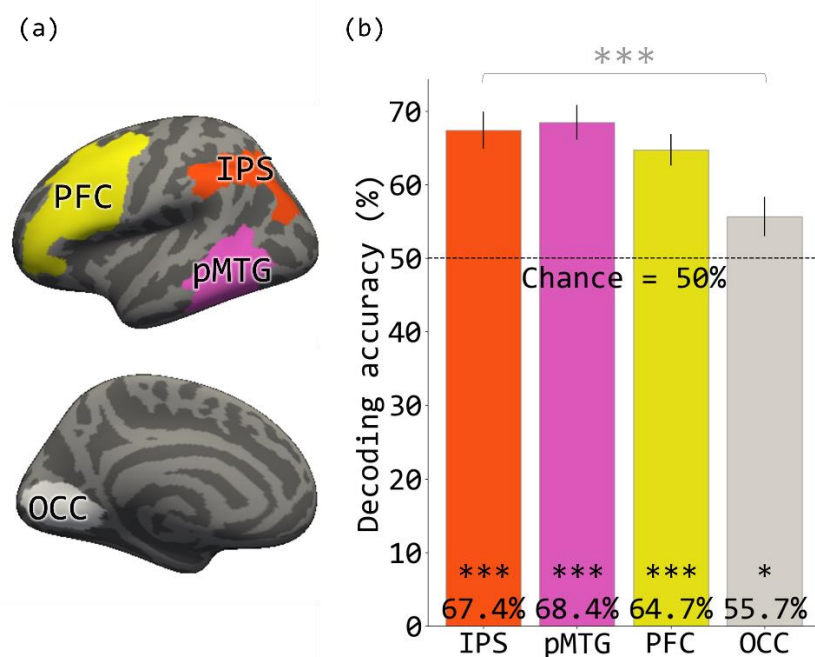 (a)
PFC
IPS
pMTG
OCC
(b)
***
Decoding accuracy (%)
70
60
50
40
30
20
10
0
Chance = 50%
*** *** *** *
67.4% 68.4% 64.7% 55.7%
IPS pMTG PFC OCC